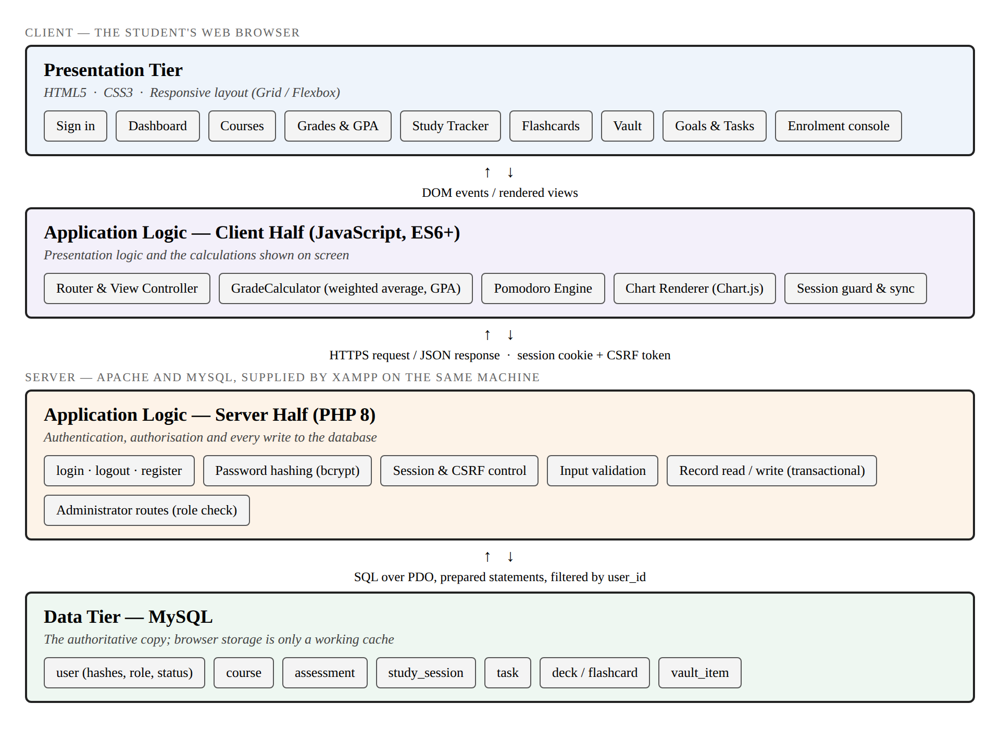 CLIENT — THE STUDENT'S WEB BROWSER
Presentation Tier
HTML5 · CSS3 · Responsive layout (Grid / Flexbox)
Sign in Dashboard Courses Grades & GPA Study Tracker Flashcards Vault Goals & Tasks Enrolment console
↑ ↓
DOM events / rendered views
Application Logic — Client Half (JavaScript, ES6+)
Presentation logic and the calculations shown on screen
Router & View Controller GradeCalculator (weighted average, GPA) Pomodoro Engine Chart Renderer (Chart.js) Session guard & sync
↑ ↓
HTTPS request / JSON response · session cookie + CSRF token
SERVER — APACHE AND MYSQL, SUPPLIED BY XAMPP ON THE SAME MACHINE
Application Logic — Server Half (PHP 8)
Authentication, authorisation and every write to the database
login · logout · register Password hashing (bcrypt) Session & CSRF control Input validation Record read / write (transactional)
Administrator routes (role check)
↑ ↓
SQL over PDO, prepared statements, filtered by user_id
Data Tier — MySQL
The authoritative copy; browser storage is only a working cache
user (hashes, role, status) course assessment study_session task deck / flashcard vault_item